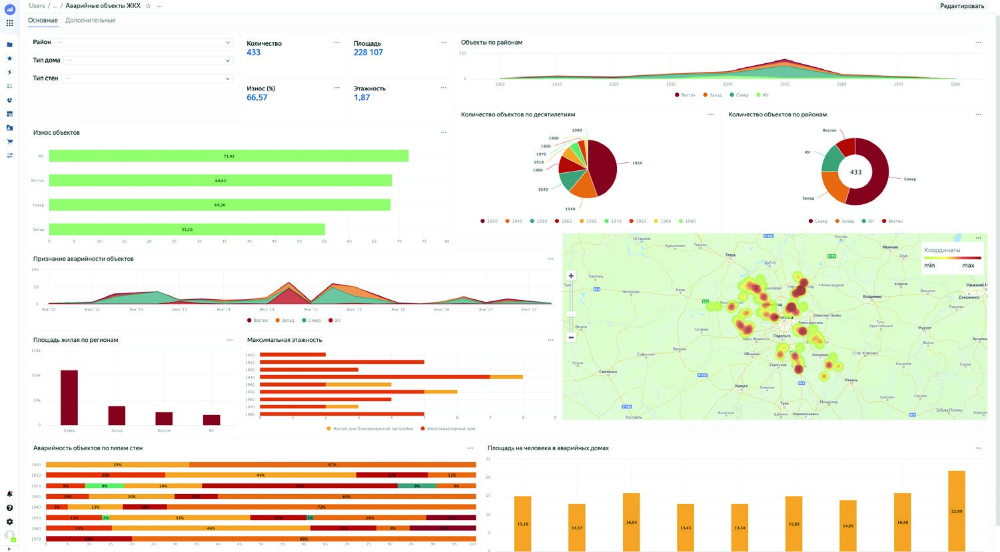 Users / ... / Аварийные объекты ЖКХ
Редактировать
Основные Дополнительные
Район —
Тип дома —
Тип стен —
Количество
433
Площадь
228 107
Износ (%)
66,57
Этажность
1,87
Объекты по районам
250
0
1900 1910 1920 1930 1940 1950 1960 1970 1980
Восток Запад Север Юг
Износ объектов
Юг 71,92
Восток 68,62
Север 68,36
Запад 55,20
0 5 10 15 20 25 30 35 40 45 50 55 60 65 70 75 80
Количество объектов по десятилетиям
1980
1900
1920
1970
1910
1960
1930
1940
1950
1950 1940 1930 1960 1910 1970 1920 1900 1980
Количество объектов по районам
Восток
Юг
Запад
Север
433
Север Запад Юг Восток
Признание аварийности объектов
100
50
0
Янв '12 Июл '12 Янв '13 Июл '13 Янв '14 Июл '14 Янв '15 Июл '15 Янв '16 Июл '16 Янв '17 Июл '17
Восток Запад Север Юг
Координаты
min max
Осташков
Кувшиново
Торжок
Р-132
Ростов
Иваново
Шуя
Тверь
Дубна
E115
Торопец
М-9
Нелидово
Ржев
Александров
Ковров
Вязники
Владимир
Дзержинск
Павлово
E22
Москва
Орехово-Зуево
Электросталь
Гусь-Хрустальный
Муром
Выкса
Велиж
Гагарин
Наро-Фоминск
Подольск
Вязьма
Сафоново
Обнинск
Коломна
Спас-Клепики
Касимов
Саров
Рудня
Смоленск
Р-132
Серпухов
М-4
Рязань
Калуга
Алексин
Шилово
Сасово
Р-120
Тула
Михайлов
Зубова Поляна
Рославль
Козельск
Щёкино
Новомосковск
М-5
Площадь жилая по регионам
150k
100k
50k
0
Север Запад Восток Юг
Максимальная этажность
1900
1910
1920
1930
1940
1950
1960
1970
1980
0 1 2 3 4 5 6 7 8 9
Жилой дом блокированной застройки Многоквартирный дом
Аварийность объектов по типам стен
1900 33% 67%
1910 28% 44% 17% 11%
1920 9% 9% 18% 45% 9% 9%
1930 10% 20% 10% 60%
1940 5% 13% 10% 72%
1950 13% 2% 33% 13% 2% 26%
1960 15% 46% 15% 8% 15%
1970 20% 80%
0 5 10 15 20 25 30 35 40 45 50 55 60 65 70 75 80 85 90 95 100
Площадь на человека в аварийных домах
25
20
15
10
5
0
15,10 13,57 16,03 13,45 13,34 15,83 14,85 16,48 22,99